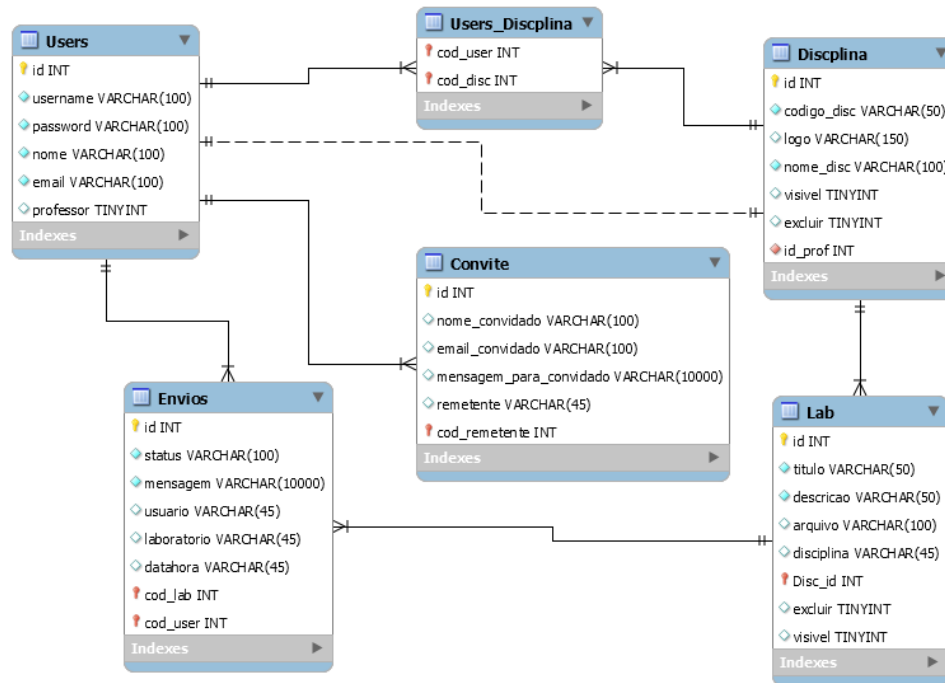 Users
id INT
username VARCHAR(100)
password VARCHAR(100)
nome VARCHAR(100)
email VARCHAR(100)
professor TINYINT
Indexes
Users_Discplina
cod_user INT
cod_disc INT
Indexes
Discplina
id INT
codigo_disc VARCHAR(50)
logo VARCHAR(150)
nome_disc VARCHAR(100)
visivel TINYINT
excluir TINYINT
id_prof INT
Indexes
Convite
id INT
nome_convidado VARCHAR(100)
email_convidado VARCHAR(100)
mensagem_para_convidado VARCHAR(10000)
remetente VARCHAR(45)
cod_remetente INT
Indexes
Envios
id INT
status VARCHAR(100)
mensagem VARCHAR(10000)
usuario VARCHAR(45)
laboratorio VARCHAR(45)
datahora VARCHAR(45)
cod_lab INT
cod_user INT
Indexes
Lab
id INT
titulo VARCHAR(50)
descricao VARCHAR(50)
arquivo VARCHAR(100)
disciplina VARCHAR(45)
Disc_id INT
excluir TINYINT
visivel TINYINT
Indexes